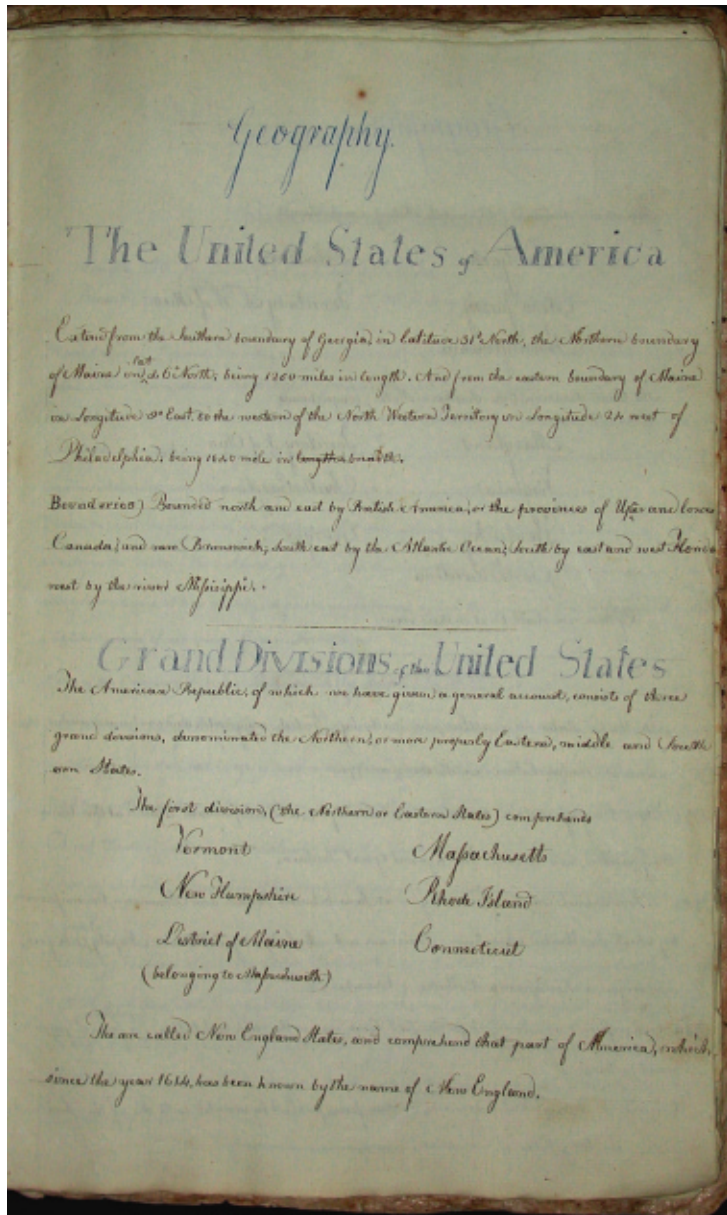 Geography.
The United States of America
Extend from the Southern boundary of Georgia, in latitude 31° North, the Northern boundary
of Maine in lat North, being 1250 miles in length. And from the eastern boundary of Maine
in Longitude 8° East, to the western of the North Western Territory in Longitude 24 west of
Philadelphia. being 1640 mile in length breadth.
Boundaries) Bounded north and east by British America, or the provinces of Upper and lower
Canada, and new Brunswick, South east by the Atlantic Ocean; South by east and west Florida
west by the river Missisippi.
Grand Divisions of the United States
The American Republic, of which we have given a general account, consists of three
grand divisions, denominated the Northern, or more properly Eastern, middle and South
ern States.
The first division, (the Northern or Eastern States) comprehends
Vermont Massachusetts
New Hampshire Rhode Island
District of Maine Connecticut
(belonging to Massachusetts)
The are called New England States, and comprehend that part of America, which,
since the year 1614, has been known by the name of New England.